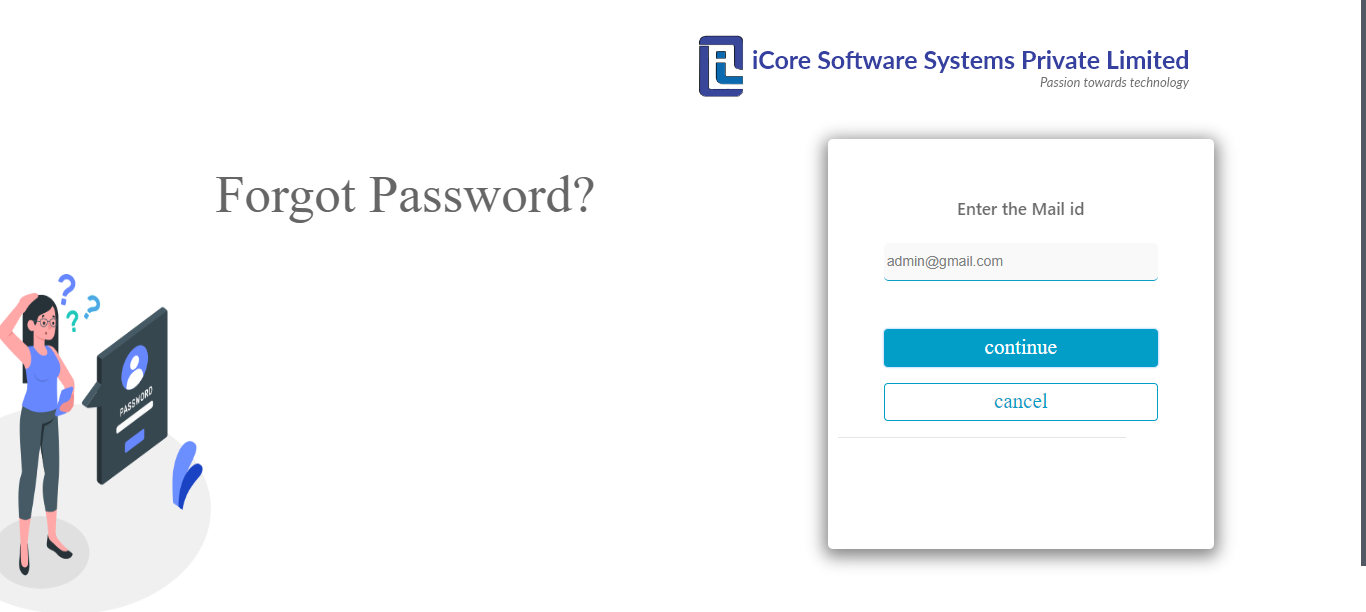 iCore Software Systems Private Limited
Passion towards technology
Forgot Password?
Enter the Mail id
admin@gmail.com
continue
cancel
? ? ?
PASSWORD